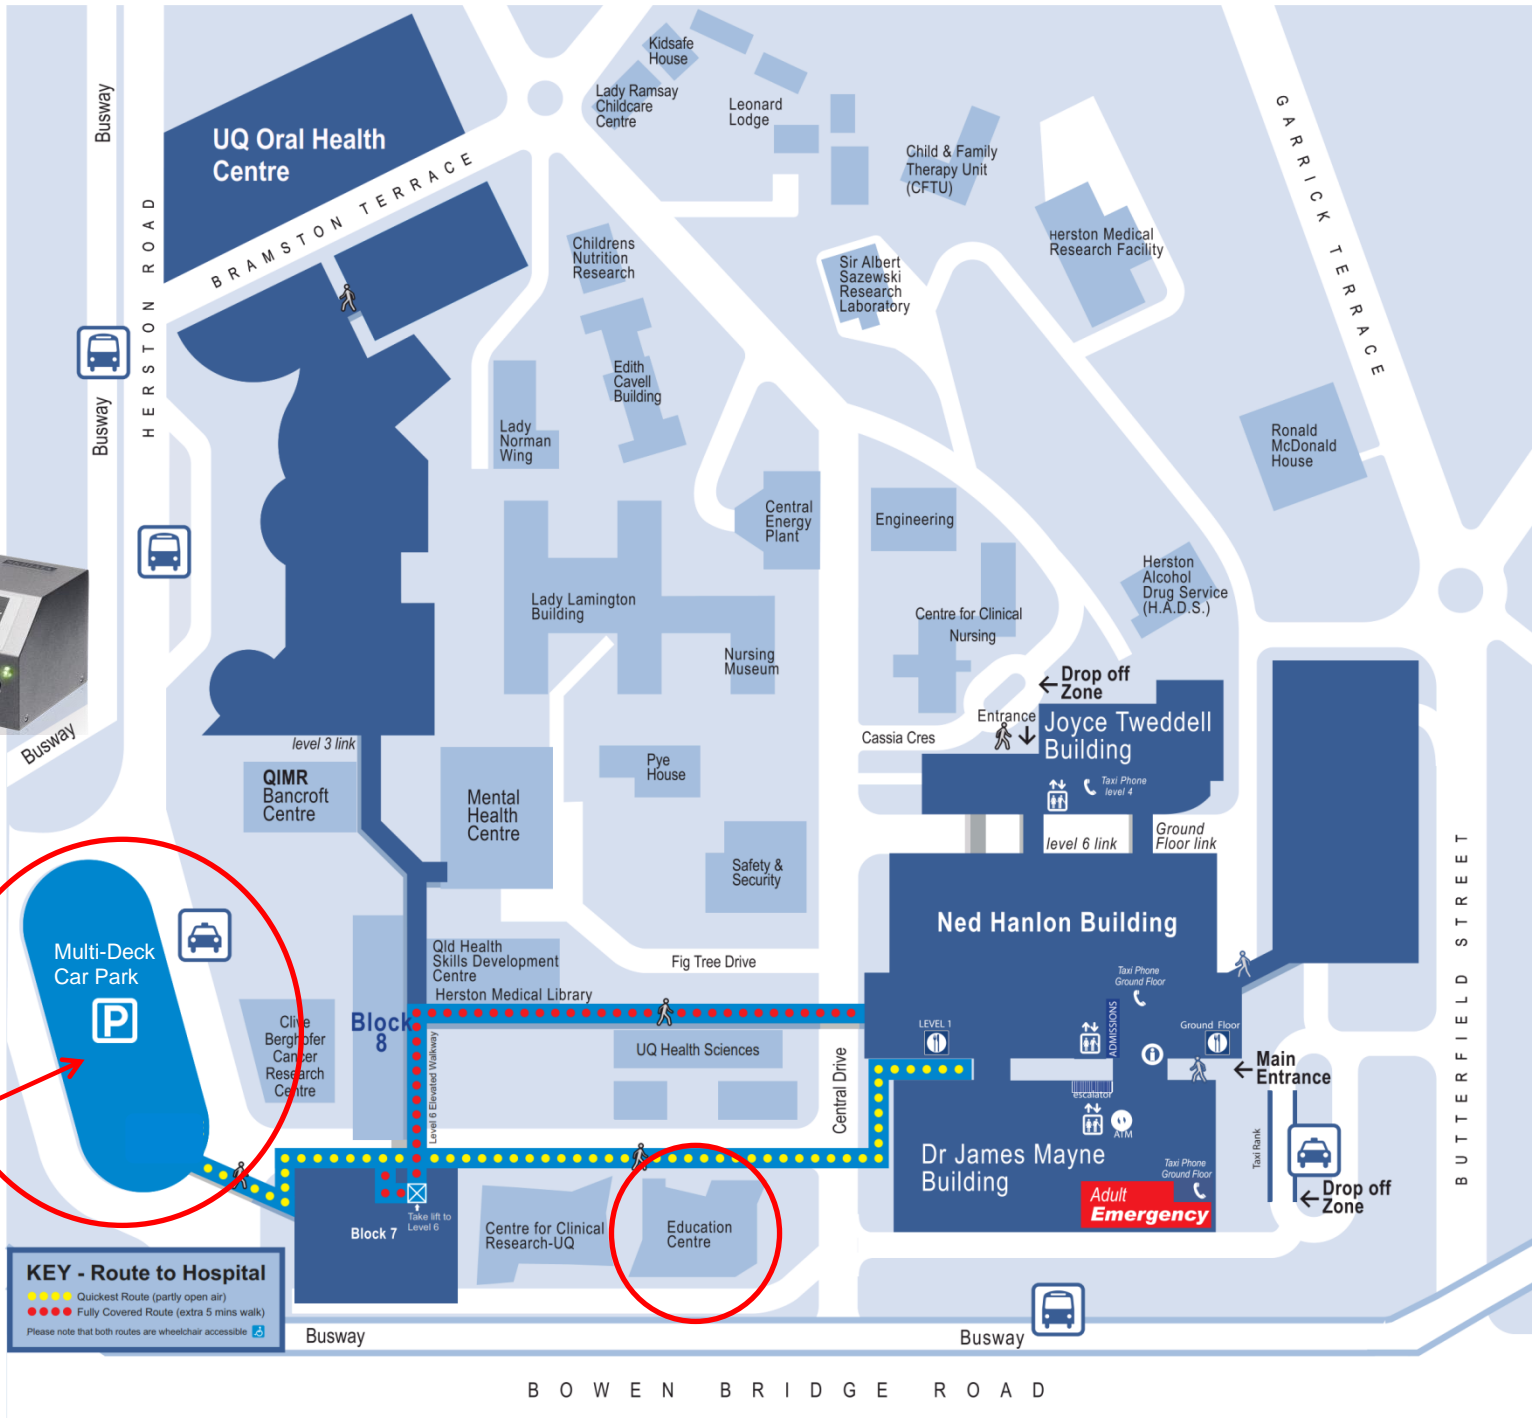 Kidsafe
House
Lady Ramsay
Childcare
Centre
Leonard
Lodge
Busway
UQ Oral Health
Centre
BRAMSTON TERRACE
HERSTON ROAD
GARRICK TERRACE
Child & Family
Therapy Unit
(CFTU)
Herston Medical
Research Facility
Childrens
Nutrition
Research
Sir Albert
Sazewski
Research
Laboratory
Edith
Cavell
Building
Busway
Lady
Norman
Wing
Ronald
McDonald
House
Central
Energy
Plant
Engineering
Herston
Alcohol
Drug Service
(H.A.D.S.)
Lady Lamington
Building
Centre for Clinical
Nursing
Nursing
Museum
Drop off
Zone
Entrance
Joyce Tweddell
Building
Cassia Cres
Busway
level 3 link
QIMR
Bancroft
Centre
Pye
House
Mental
Health
Centre
Taxi Phone
level 4
level 6 link
Ground
Floor link
Safety &
Security
BUTTERFIELD STREET
Ned Hanlon Building
Multi-Deck
Car Park
P
Qld Health
Skills Development
Centre
Fig Tree Drive
Herston Medical Library
Taxi Phone
Ground Floor
Block
8
Clive
Berghofer
Cancer
Research
Centre
LEVEL 1
ADMISSIONS
Ground Floor
UQ Health Sciences
Level 6 Elevated Walkway
Central Drive
Main
Entrance
escalator
ATM
Dr James Mayne
Building
Taxi Rank
Taxi Phone
Ground Floor
Adult
Emergency
Drop off
Zone
Take lift to
Level 6
Block 7
Centre for Clinical
Research-UQ
Education
Centre
KEY - Route to Hospital
Quickest Route (partly open air)
Fully Covered Route (extra 5 mins walk)
Please note that both routes are wheelchair accessible
Busway
Busway
BOWEN BRIDGE ROAD